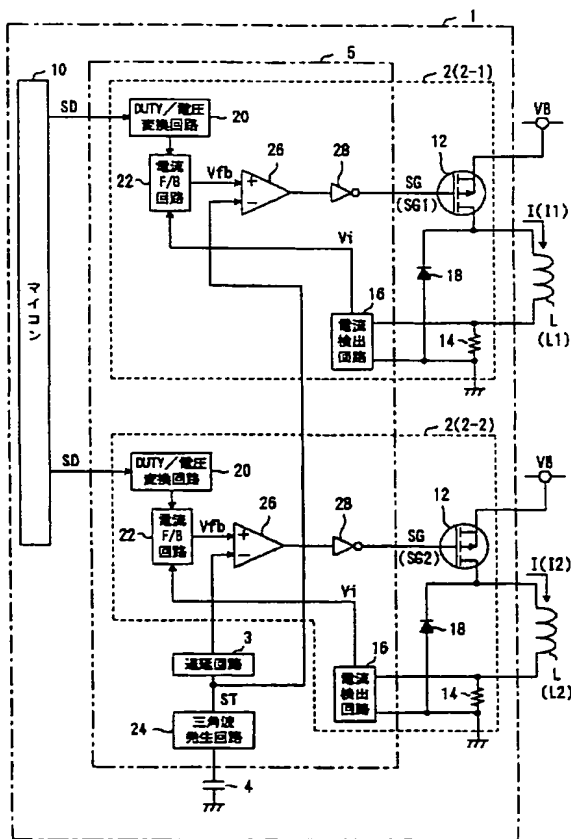 1
5
10
2(2-1)
SD
DUTY/電圧
変換回路
20
VB
12
26
28
22
電流
F/B
回路
Vfb
+
−
SG
(SG1)
I(I1)
Vi
18
16
電流
検出
回路
14
L
(L1)
マイコン
2(2-2)
SD
DUTY/電圧
変換回路
20
VB
12
26
28
22
電流
F/B
回路
Vfb
+
−
SG
(SG2)
I(I2)
Vi
18
3
遅延回路
16
電流
検出
回路
14
L
(L2)
ST
24
三角波
発生回路
4